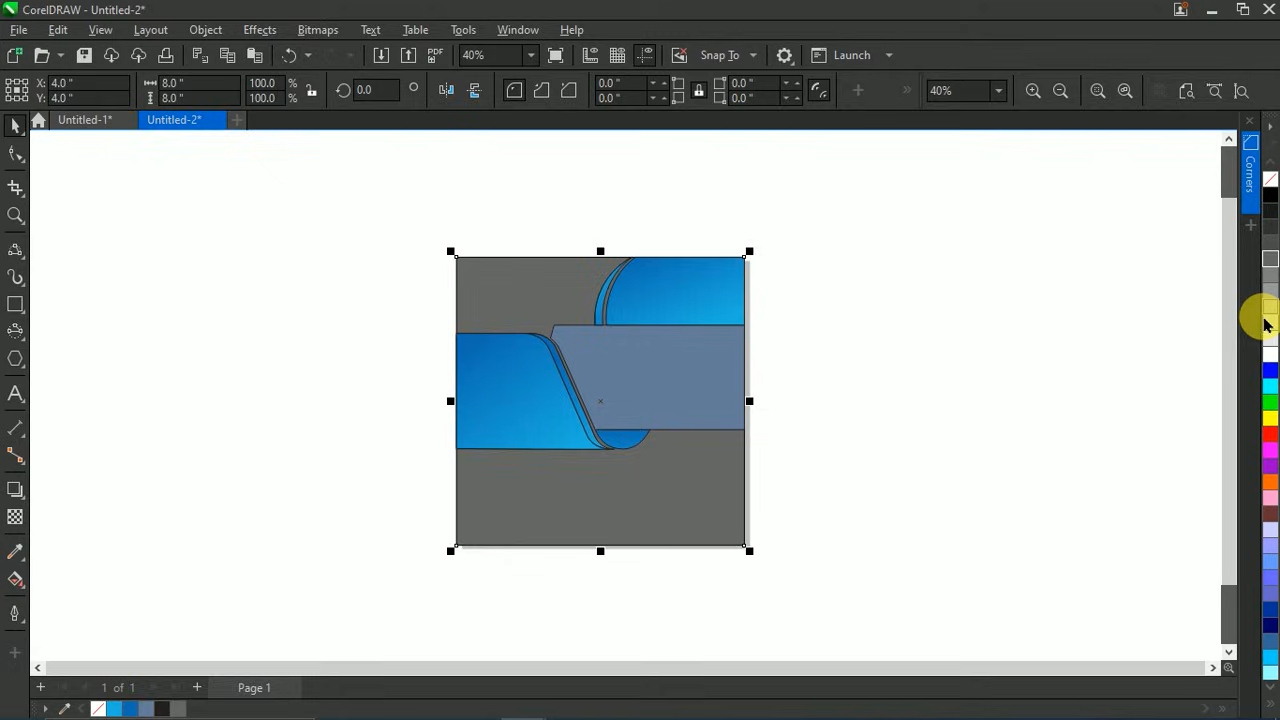 CorelDRAW - Untitled-2*
File Edit View Layout Object Effects Bitmaps Text Table Tools Window Help
PDF 40% Snap To Launch
X: 4.0 " 8.0 " 100.0 % 0.0 0.0 " 0.0 " 40%
Y: 4.0 " 8.0 " 100.0 % 0.0 " 0.0 "
Untitled-1* Untitled-2*
Corners
1 of 1 Page 1